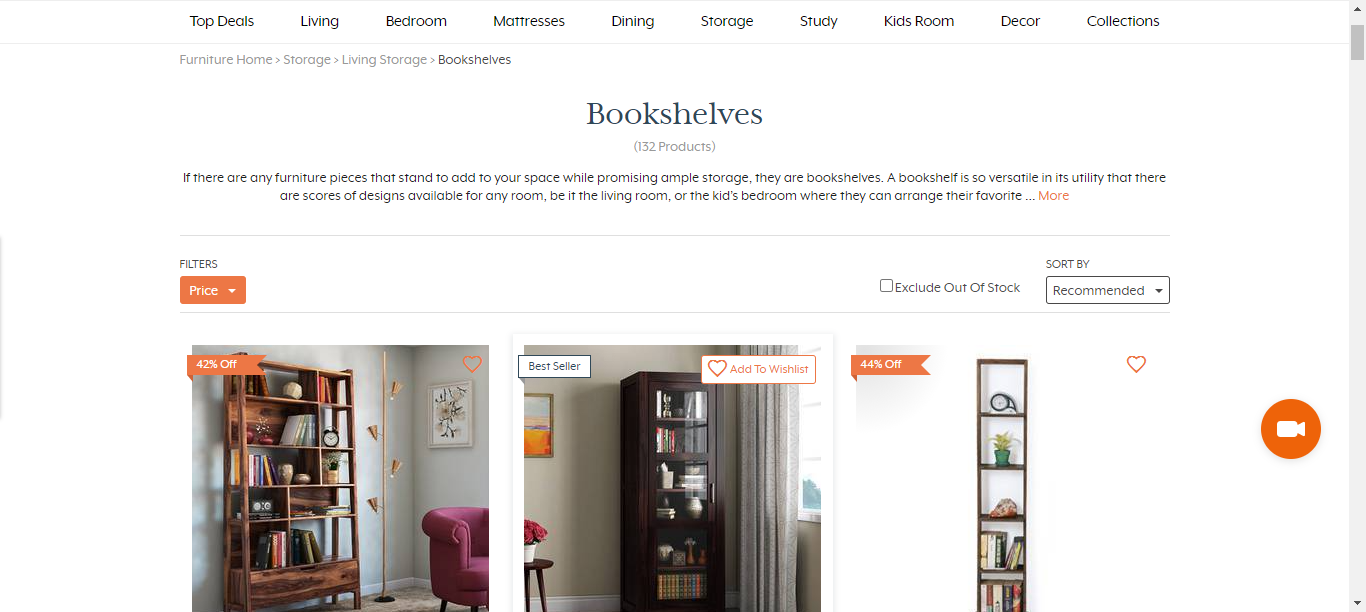 Top Deals Living Bedroom Mattresses Dining Storage Study Kids Room Decor Collections
Furniture Home > Storage > Living Storage > Bookshelves
Bookshelves
(132 Products)
If there are any furniture pieces that stand to add to your space while promising ample storage, they are bookshelves. A bookshelf is so versatile in its utility that there
are scores of designs available for any room, be it the living room, or the kid's bedroom where they can arrange their favorite ... More
FILTERS
Price
Exclude Out Of Stock
SORT BY
Recommended
42% Off
Best Seller
Add To Wishlist
44% Off